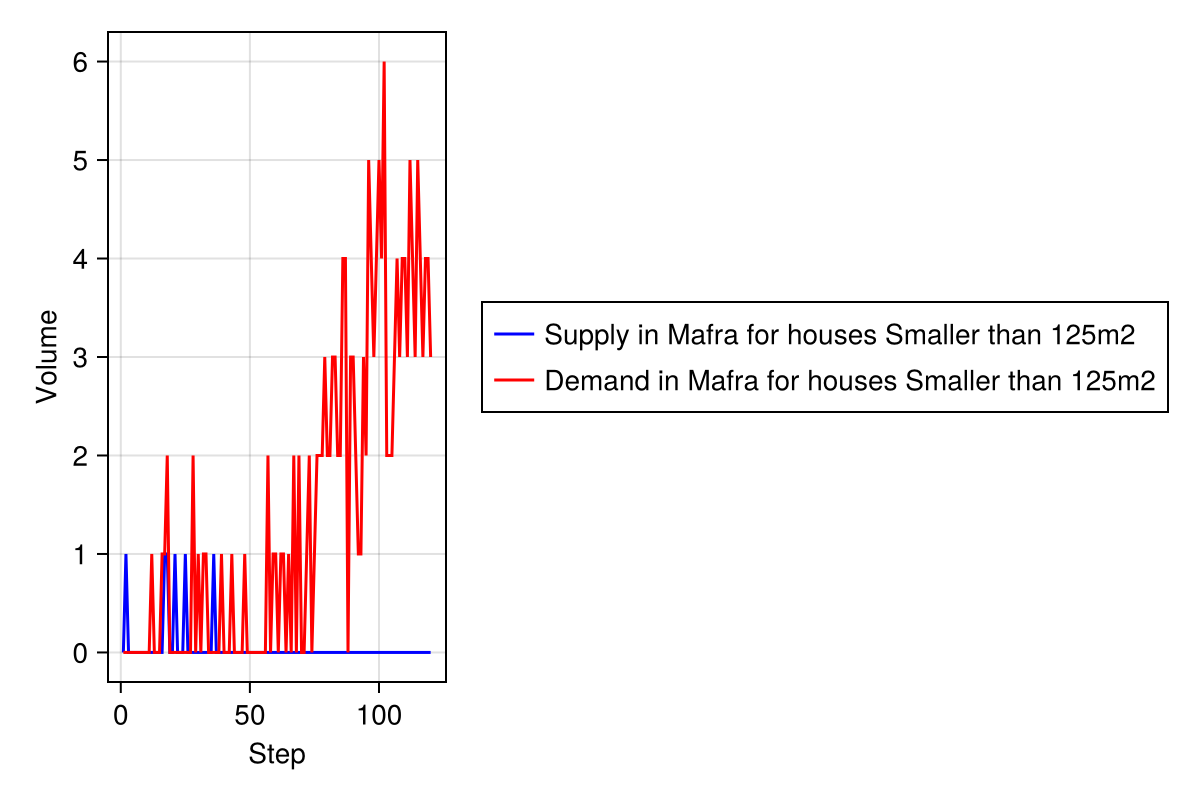 6
5
4
3
2
1
0
Volume
0 50 100
Step
Supply in Mafra for houses Smaller than 125m2
Demand in Mafra for houses Smaller than 125m2